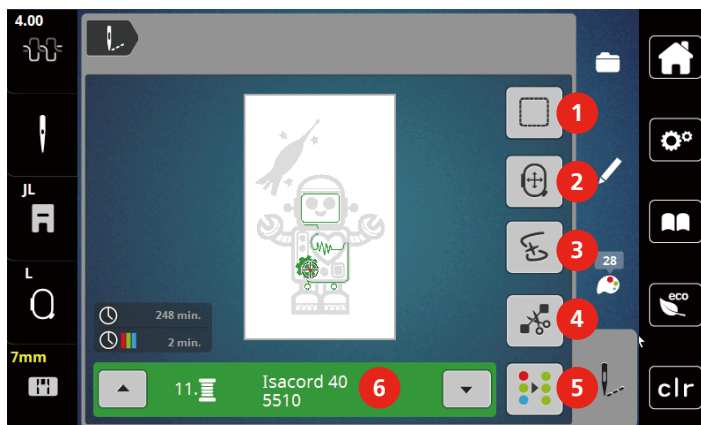 4.00
1
2
JL
3
28
L
eco
248 min.
4
2 min.
7mm
11.
Isacord 40
5510
6
5
clr